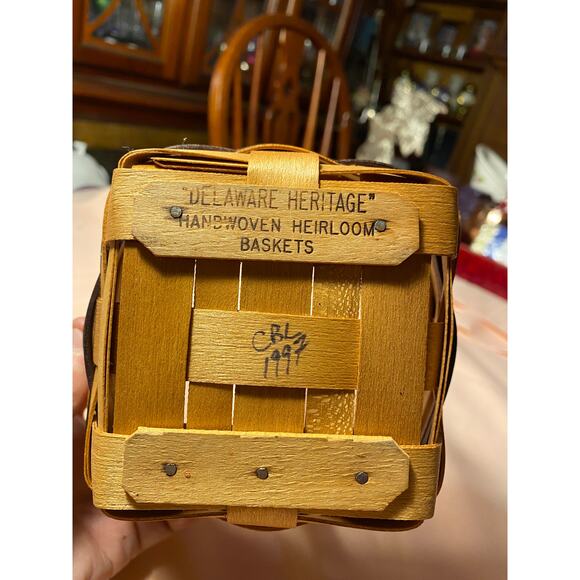 "DELAWARE HERITAGE"
HANDWOVEN HEIRLOOM
BASKETS
CBL
1997